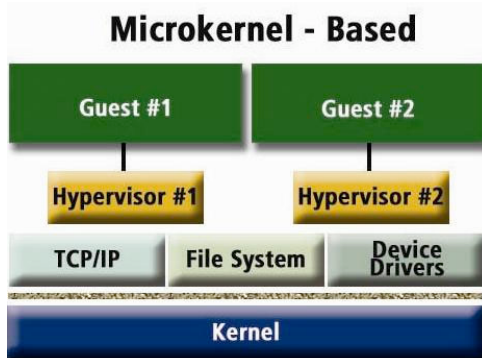 Microkernel - Based
Guest #1
Guest #2
Hypervisor #1
Hypervisor #2
TCP/IP
File System
Device
Drivers
Kernel